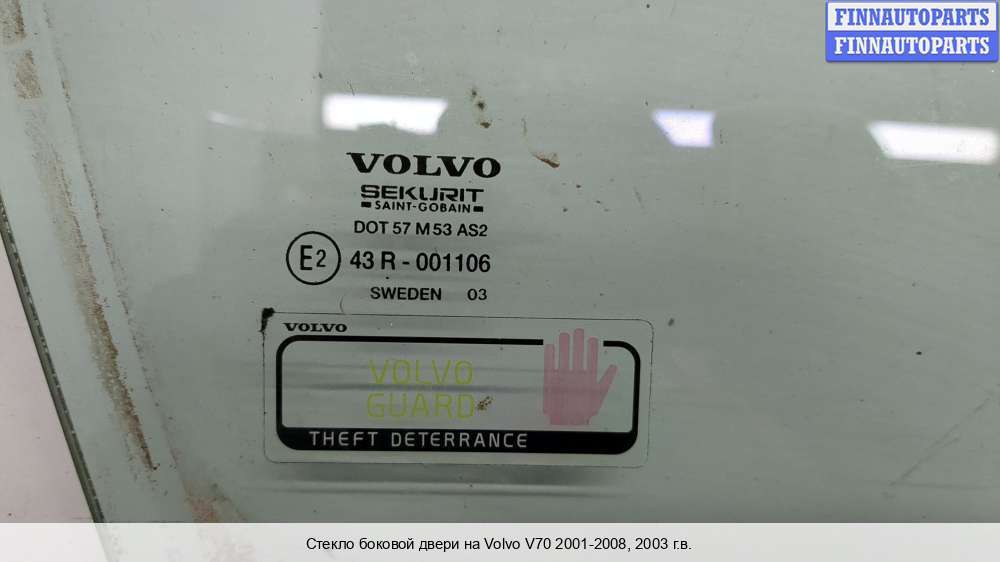 FINNAUTOPARTS
FINNAUTOPARTS
VOLVO
SEKURIT
SAINT-GOBAIN
DOT 57 M 53 AS2
E2 43 R - 001106
SWEDEN 03
VOLVO
VOLVO
GUARD
THEFT DETERRANCE
Стекло боковой двери на Volvo V70 2001-2008, 2003 г.в.